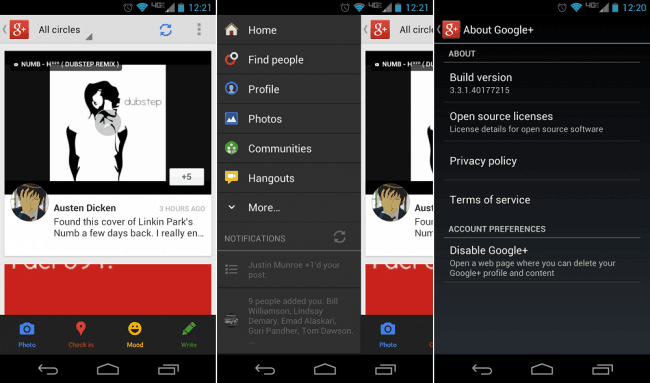 12:21
g+ All circles
NUMB - H*** ( DUBSTEP REMIX )
dubstep
+5
Austen Dicken 3 HOURS AGO
Found this cover of Linkin Park's
Numb a few days back. I really en...
Photo Check in Mood Write
12:21
Home
Find people
Profile
Photos
Communities
Hangouts
More...
NOTIFICATIONS
Justin Munroe +1'd your
post.
9 people added you: Bill
Williamson, Lindsay
Demary, Emad Alaskari,
Guri Pandher, Tom Dawson,
...
g+ All circles
NUMB - H***
Photo
4G 12:20
g+ About Google+
ABOUT
Build version
3.3.1.40177215
Open source licenses
License details for open source software
Privacy policy
Terms of service
ACCOUNT PREFERENCES
Disable Google+
Open a web page where you can delete your
Google+ profile and content